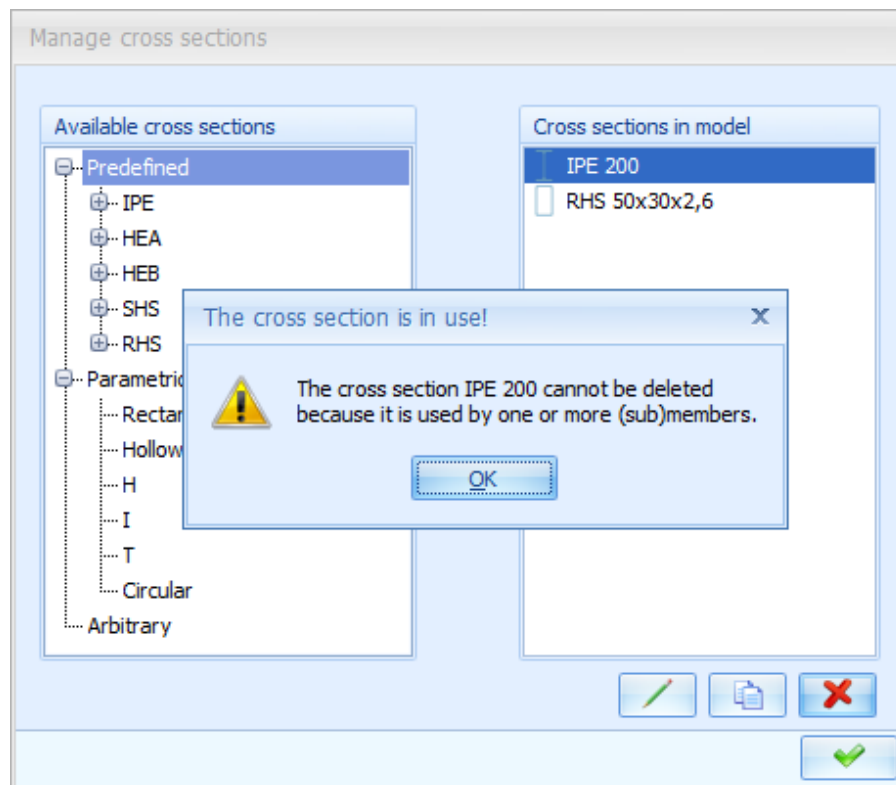 Manage cross sections
Available cross sections
Predefined
IPE
HEA
HEB
SHS
RHS
Parametric
Rectan
Hollow
H
I
T
Circular
Arbitrary
Cross sections in model
IPE 200
RHS 50x30x2,6
The cross section is in use!
The cross section IPE 200 cannot be deleted
because it is used by one or more (sub)members.
OK